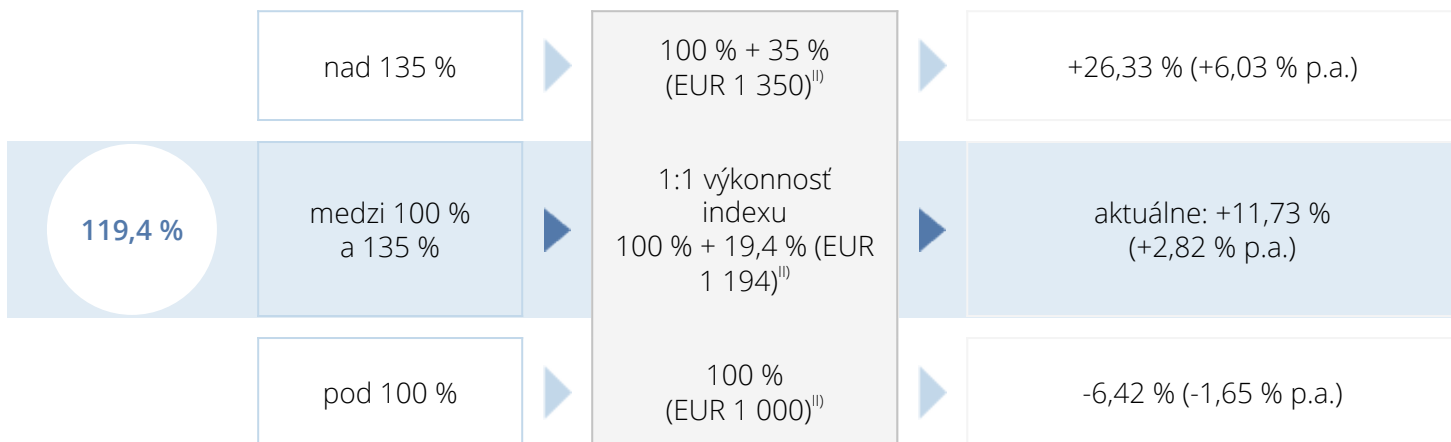 nad 135 %
100 % + 35 %
(EUR 1 350)II)
+26,33 % (+6,03 % p.a.)
119,4 %
medzi 100 %
a 135 %
1:1 výkonnosť
indexu
100 % + 19,4 % (EUR
1 194)II)
aktuálne: +11,73 %
(+2,82 % p.a.)
pod 100 %
100 %
(EUR 1 000)II)
-6,42 % (-1,65 % p.a.)